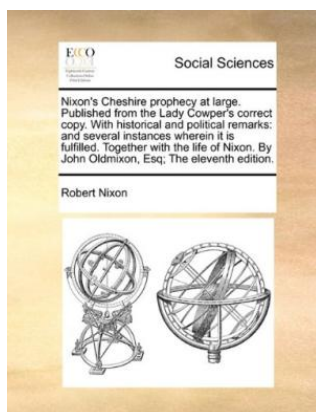 ECCO
Social Sciences
Nixon's Cheshire prophecy at large.
Published from the Lady Cowper's correct
copy. With historical and political remarks:
and several instances wherein it is
fulfilled. Together with the life of Nixon. By
John Oldmixon, Esq; The eleventh edition.
Robert Nixon